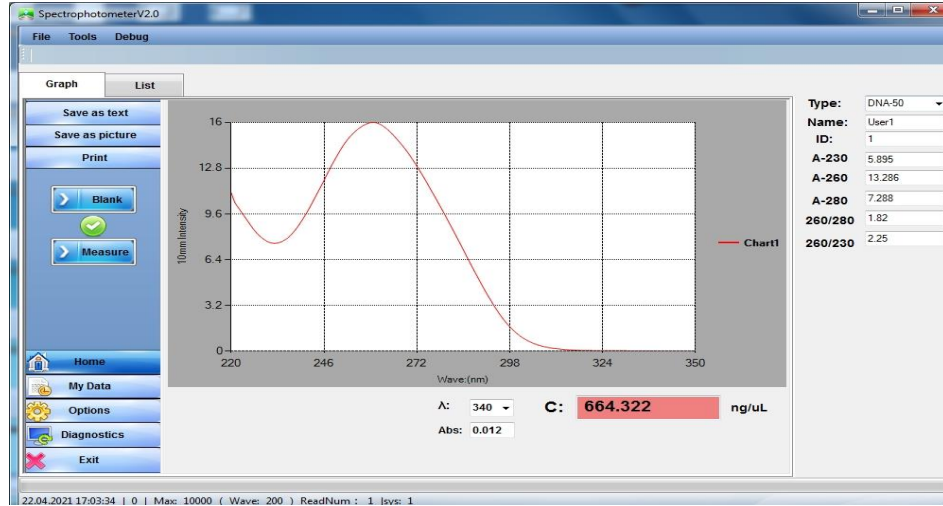 SpectrophotometerV2.0
File Tools Debug
Graph List
Save as text
Save as picture
Print
Blank
Measure
Home
My Data
Options
Diagnostics
Exit
10mm Intensity
16
12.8
9.6
6.4
3.2
0
220 246 272 298 324 350
Wave:(nm)
Chart1
λ: 340
C: 664.322 ng/uL
Abs: 0.012
Type: DNA-50
Name: User1
ID: 1
A-230 5.895
A-260 13.286
A-280 7.288
260/280 1.82
260/230 2.25
22.04.2021 17:03:34 | 0 | Max: 10000 ( Wave: 200 ) ReadNum : 1 |sys: 1